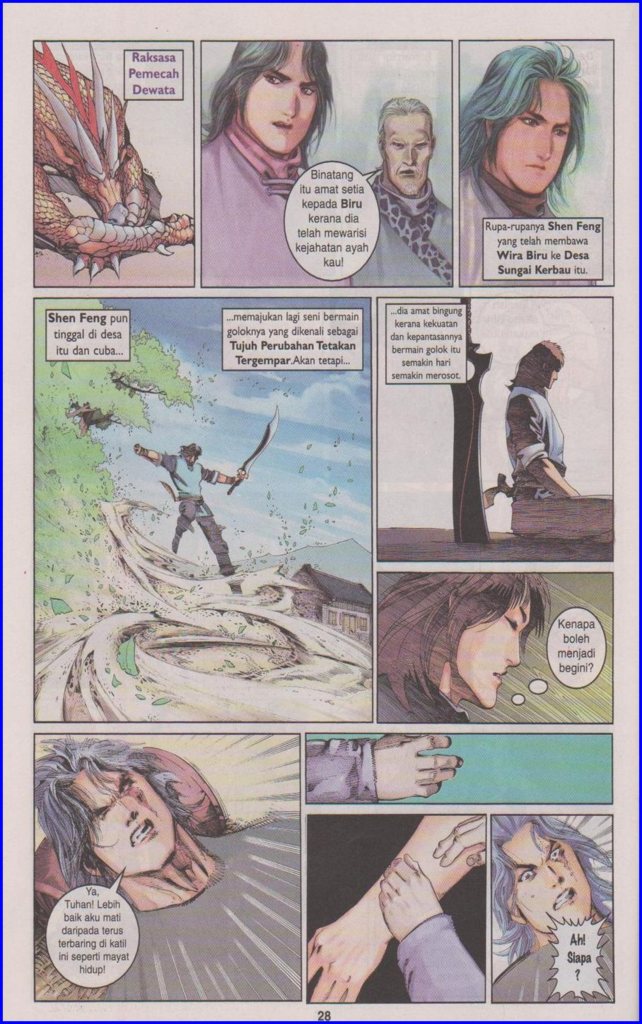 Raksasa
Pemecah
Dewata
Binatang
itu amat setia
kepada Biru
kerana dia
telah mewarisi
kejahatan ayah
kau!
Rupa-rupanya Shen Feng
yang telah membawa
Wira Biru ke Desa
Sungai Kerbau itu.
Shen Feng pun
tinggal di desa
itu dan cuba...
...memajukan lagi seni bermain
goloknya yang dikenali sebagai
Tujuh Perubahan Tetakan
Tergempar.Akan tetapi...
...dia amat bingung
kerana kekuatan
dan kepantasannya
bermain golok itu
semakin hari
semakin merosot.
Kenapa
boleh
menjadi
begini?
Ya,
Tuhan! Lebih
baik aku mati
daripada terus
terbaring di katil
ini seperti mayat
hidup!
Ah!
Siapa
?
28